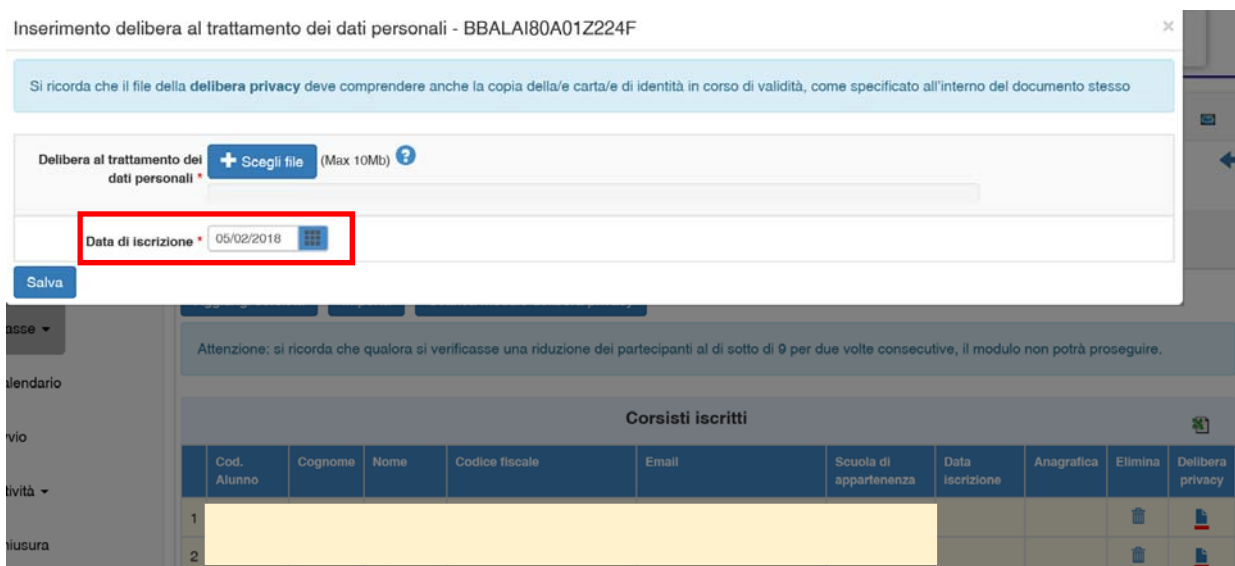 Inserimento delibera al trattamento dei dati personali - BBALAI80A01Z224F
×
Si ricorda che il file della delibera privacy deve comprendere anche la copia della/e carta/e di identità in corso di validità, come specificato all'interno del documento stesso
Delibera al trattamento dei dati personali *
Scegli file (Max 10Mb) ?
Data di iscrizione * 05/02/2018
Salva
asse
Attenzione: si ricorda che qualora si verificasse una riduzione dei partecipanti al di sotto di 9 per due volte consecutive, il modulo non potrà proseguire.
alendario
Corsisti iscritti
vvio
Cod. Alunno
Cognome
Nome
Codice fiscale
Email
Scuola di appartenenza
Data iscrizione
Anagrafica
Elimina
Delibera privacy
tività
1
hiusura
2